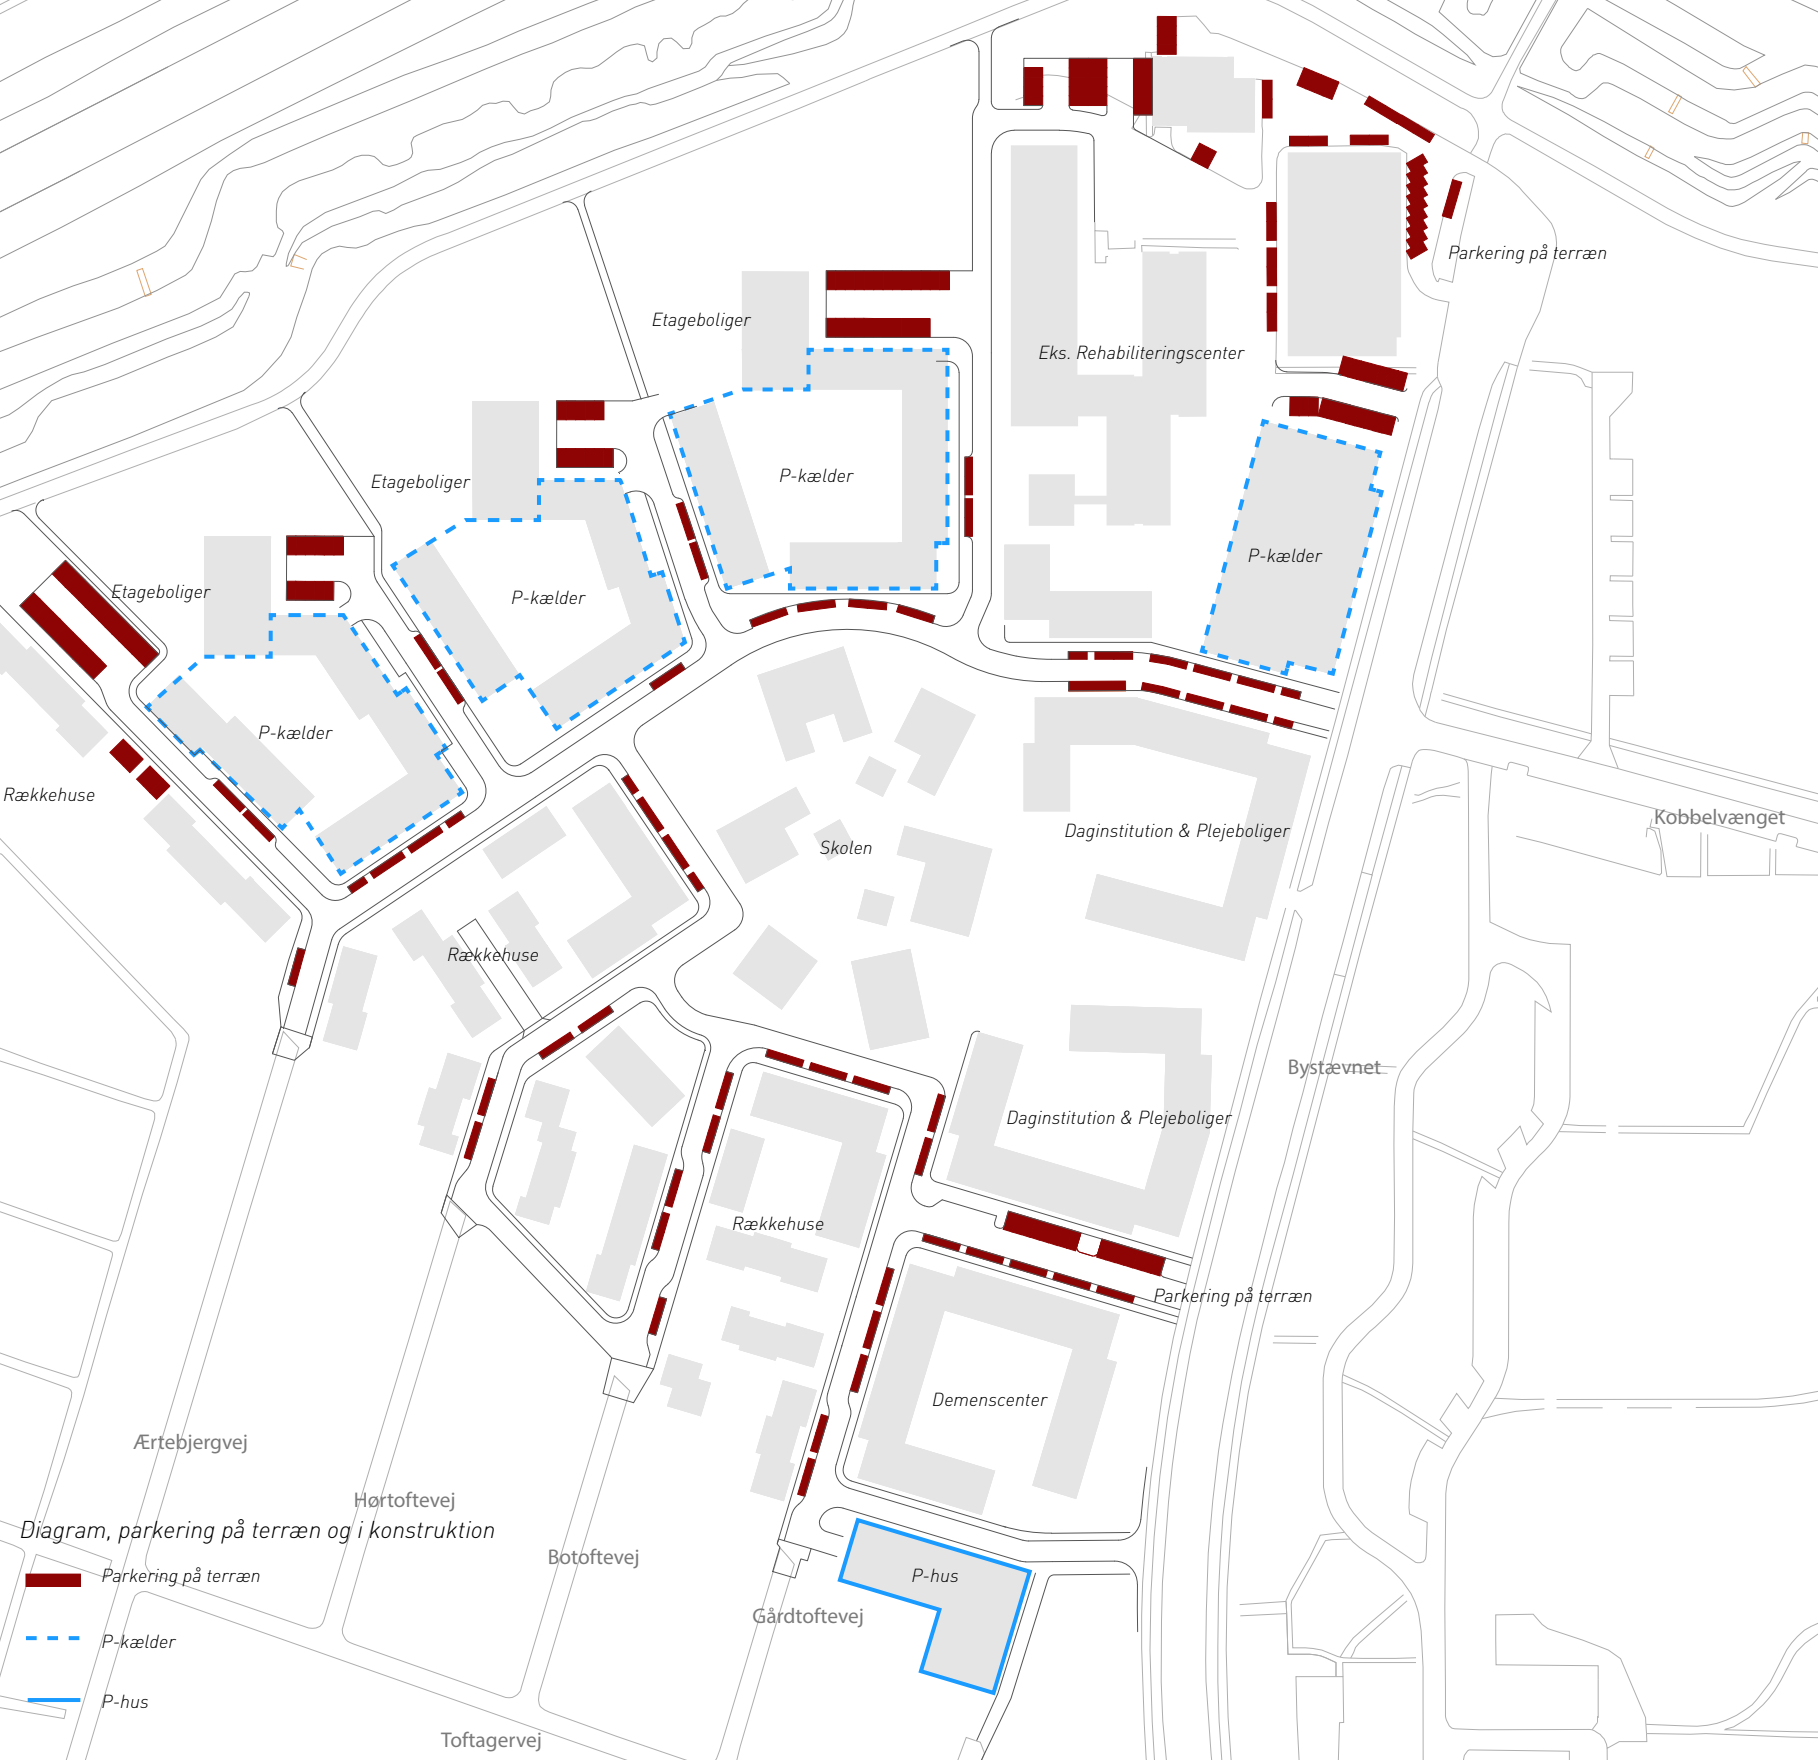 Parkering på terræn
Etageboliger
Eks. Rehabiliteringscenter
Etageboliger
P-kælder
P-kælder
Etageboliger
P-kælder
P-kælder
Rækkehuse
Kobbelvænget
Daginstitution & Plejeboliger
Skolen
Rækkehuse
Bystævnet
Daginstitution & Plejeboliger
Rækkehuse
Parkering på terræn
Demenscenter
Ærtebjergvej
Hørtoftevej
Diagram, parkering på terræn og i konstruktion
Botoftevej
Parkering på terræn
P-hus
Gårdtoftevej
P-kælder
P-hus
Toftagervej